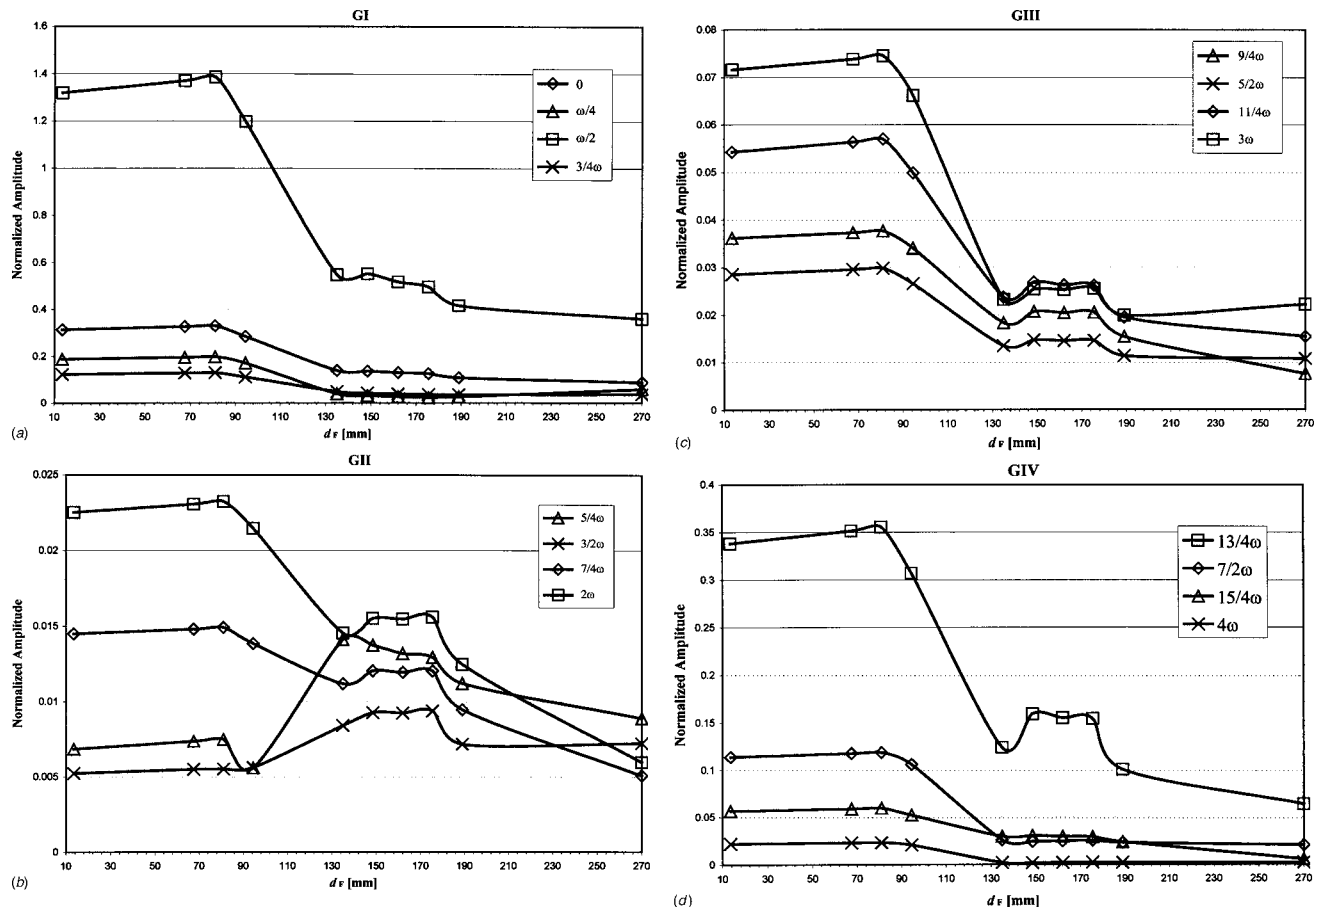 GI
1.6
1.4
1.2
1
0.8
0.6
0.4
0.2
0
Normalized Amplitude
0
ω/4
ω/2
3/4ω
10 30 50 70 90 110 130 150 170 190 210 230 250 270
(a)
d F [mm]
GII
0.025
0.02
0.015
0.01
0.005
0
Normalized Amplitude
5/4ω
3/2ω
7/4ω
2ω
10 30 50 70 90 110 130 150 170 190 210 230 250 270
(b)
d F [mm]
GIII
0.08
0.07
0.06
0.05
0.04
0.03
0.02
0.01
0
Normalized Amplitude
9/4ω
5/2ω
11/4ω
3ω
10 30 50 70 90 110 130 150 170 190 210 230 250 270
(c)
d F [mm]
GIV
0.4
0.35
0.3
0.25
0.2
0.15
0.1
0.05
0
Normalized Amplitude
13/4ω
7/2ω
15/4ω
4ω
10 30 50 70 90 110 130 150 170 190 210 230 250 270
(d)
d F [mm]